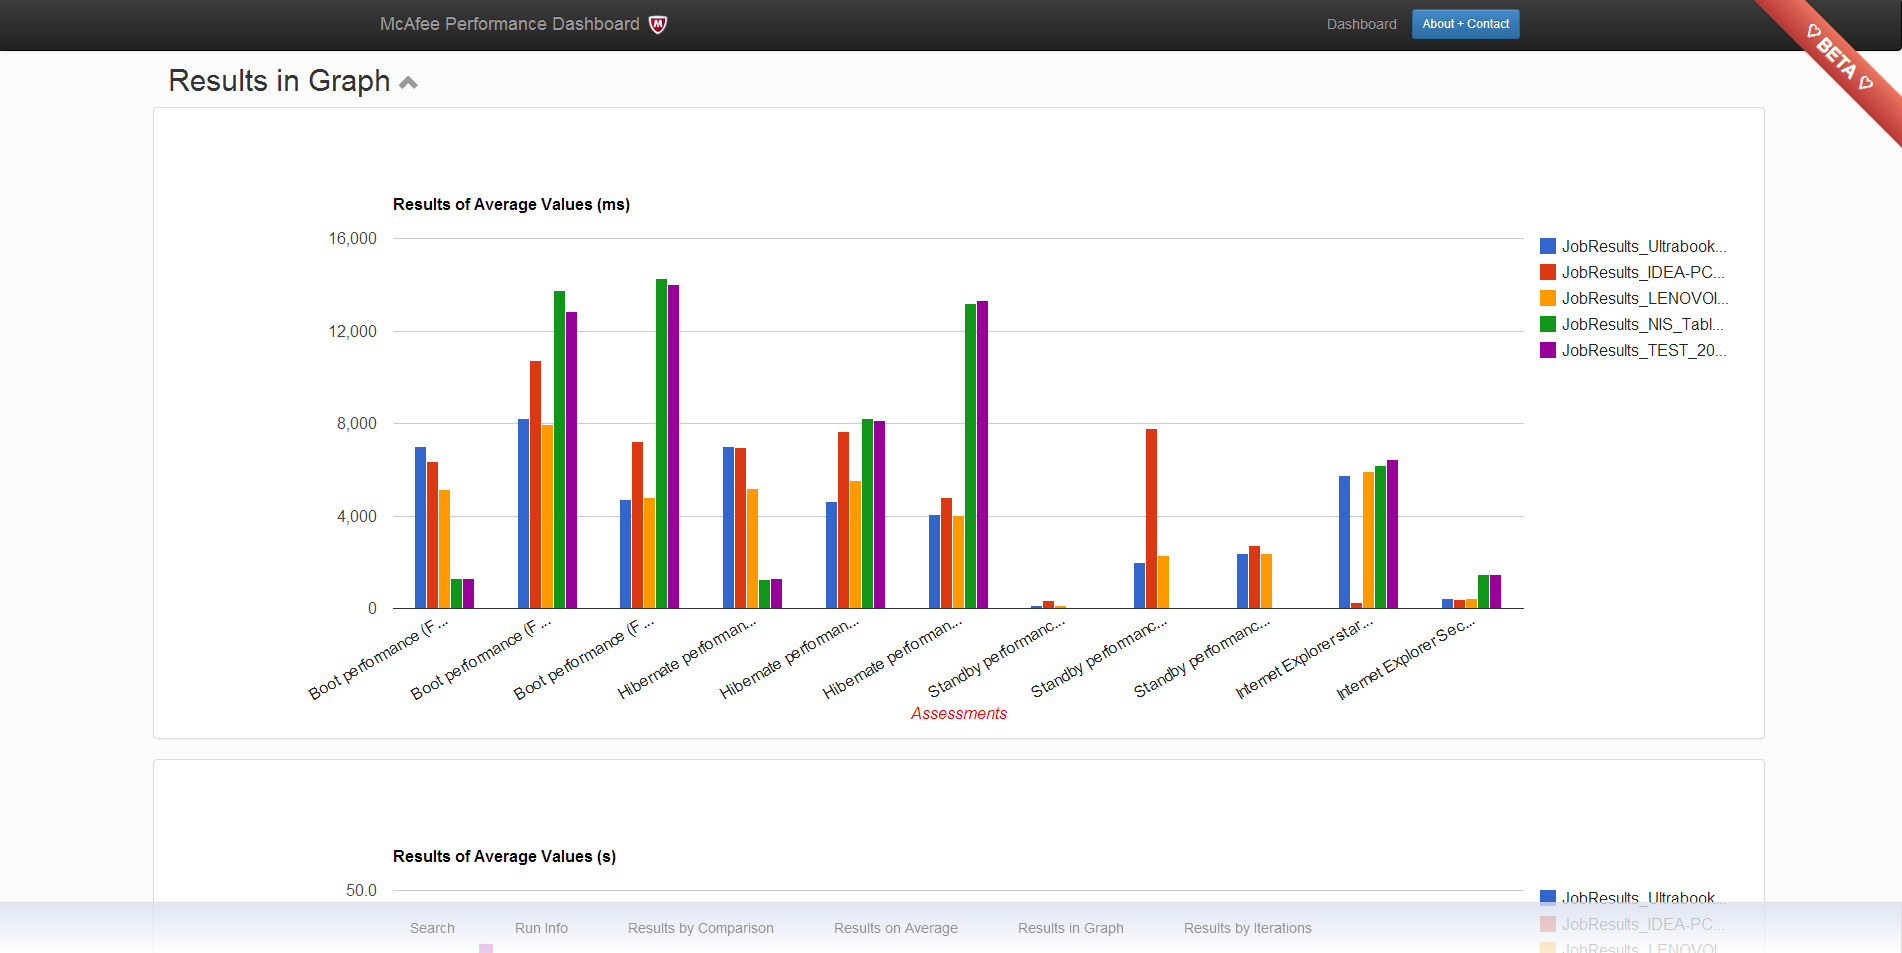 McAfee Performance Dashboard
Dashboard
About + Contact
♡ BETA ♡
Results in Graph
Results of Average Values (ms)
16,000
12,000
8,000
4,000
0
JobResults_Ultrabook...
JobResults_IDEA-PC...
JobResults_LENOVOI...
JobResults_NIS_Tabl...
JobResults_TEST_20...
Boot performance (F ...
Boot performance (F ...
Boot performance (F ...
Hibernate performan...
Hibernate performan...
Hibernate performan...
Standby performanc...
Standby performanc...
Standby performanc...
Internet Explorer star...
Internet Explorer Sec...
Assessments
Results of Average Values (s)
50.0
JobResults_Ultrabook...
JobResults_IDEA-PC...
JobResults_LENOVOI...
Search
Run Info
Results by Comparison
Results on Average
Results in Graph
Results by Iterations